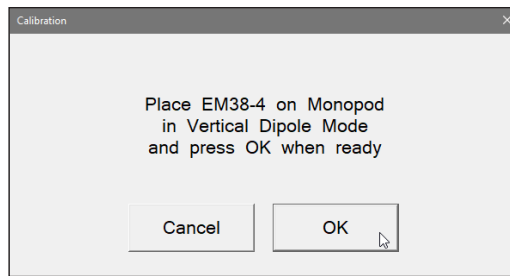 Calibration
Place EM38-4 on Monopod
in Vertical Dipole Mode
and press OK when ready
Cancel
OK